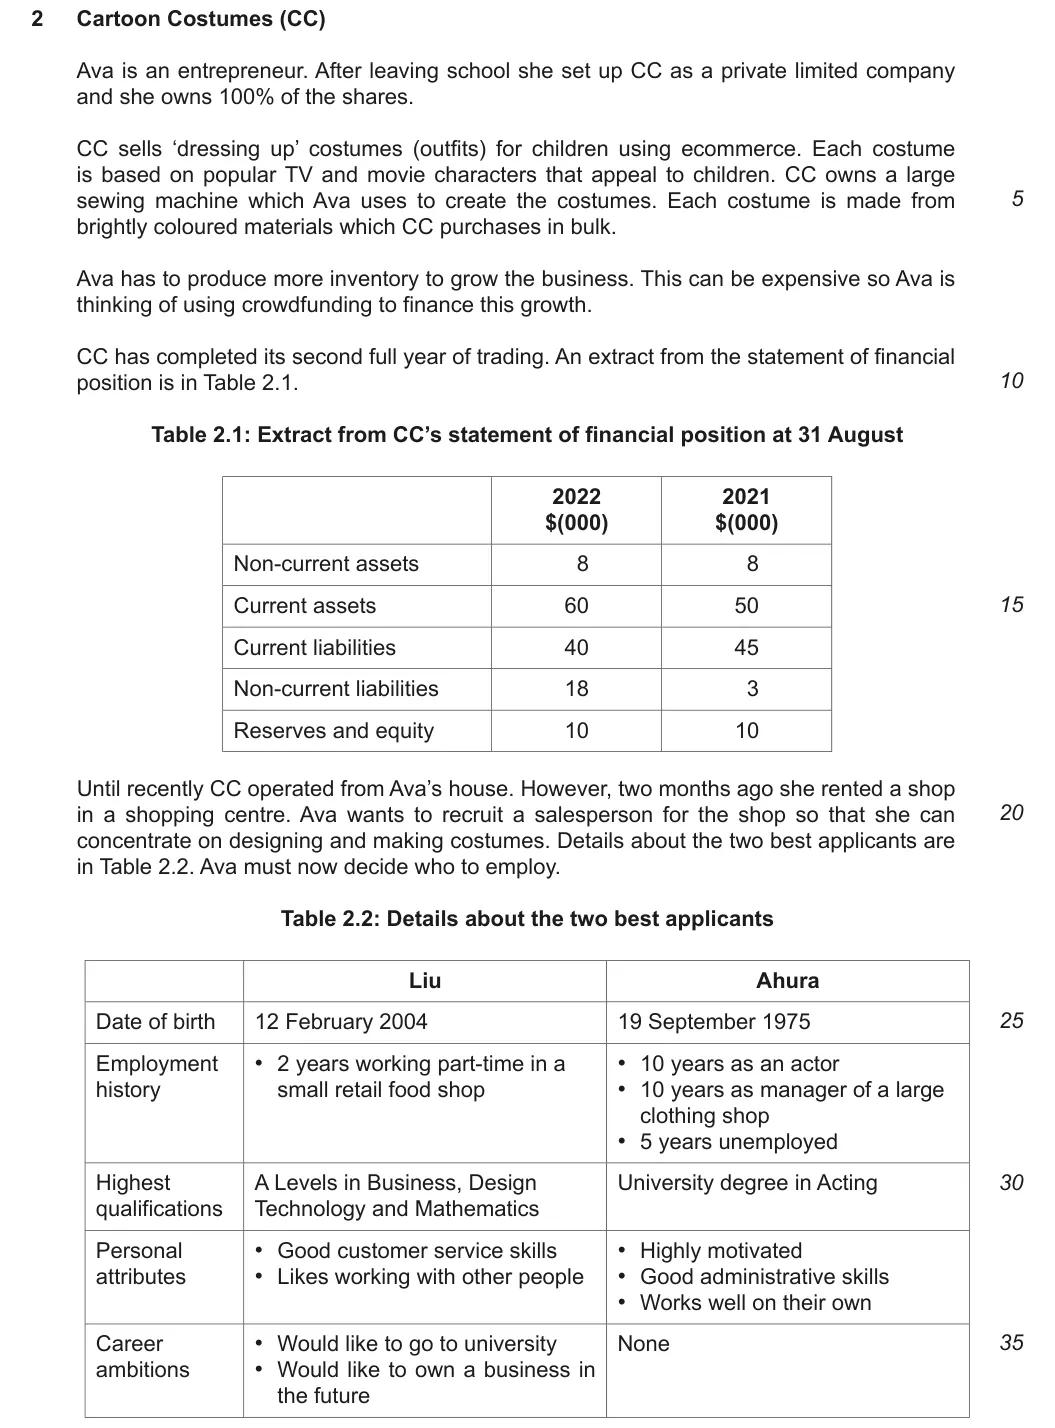 2 Cartoon Costumes (CC)
Ava is an entrepreneur. After leaving school she set up CC as a private limited company
and she owns 100% of the shares.
CC sells ‘dressing up’ costumes (outfits) for children using ecommerce. Each costume
is based on popular TV and movie characters that appeal to children. CC owns a large
sewing machine which Ava uses to create the costumes. Each costume is made from 5
brightly coloured materials which CC purchases in bulk.
Ava has to produce more inventory to grow the business. This can be expensive so Ava is
thinking of using crowdfunding to finance this growth.
CC has completed its second full year of trading. An extract from the statement of financial
position is in Table 2.1. 10
Table 2.1: Extract from CC’s statement of financial position at 31 August
2022 2021
$(000) $(000)
Non-current assets 8 8
Current assets 60 50 15
Current liabilities 40 45
Non-current liabilities 18 3
Reserves and equity 10 10
Until recently CC operated from Ava’s house. However, two months ago she rented a shop
in a shopping centre. Ava wants to recruit a salesperson for the shop so that she can 20
concentrate on designing and making costumes. Details about the two best applicants are
in Table 2.2. Ava must now decide who to employ.
Table 2.2: Details about the two best applicants
Liu Ahura
Date of birth 12 February 2004 19 September 1975 25
Employment • 2 years working part-time in a • 10 years as an actor
history small retail food shop • 10 years as manager of a large
clothing shop
• 5 years unemployed
Highest A Levels in Business, Design University degree in Acting 30
qualifications Technology and Mathematics
Personal • Good customer service skills • Highly motivated
attributes • Likes working with other people • Good administrative skills
• Works well on their own
Career • Would like to go to university None 35
ambitions • Would like to own a business in
the future